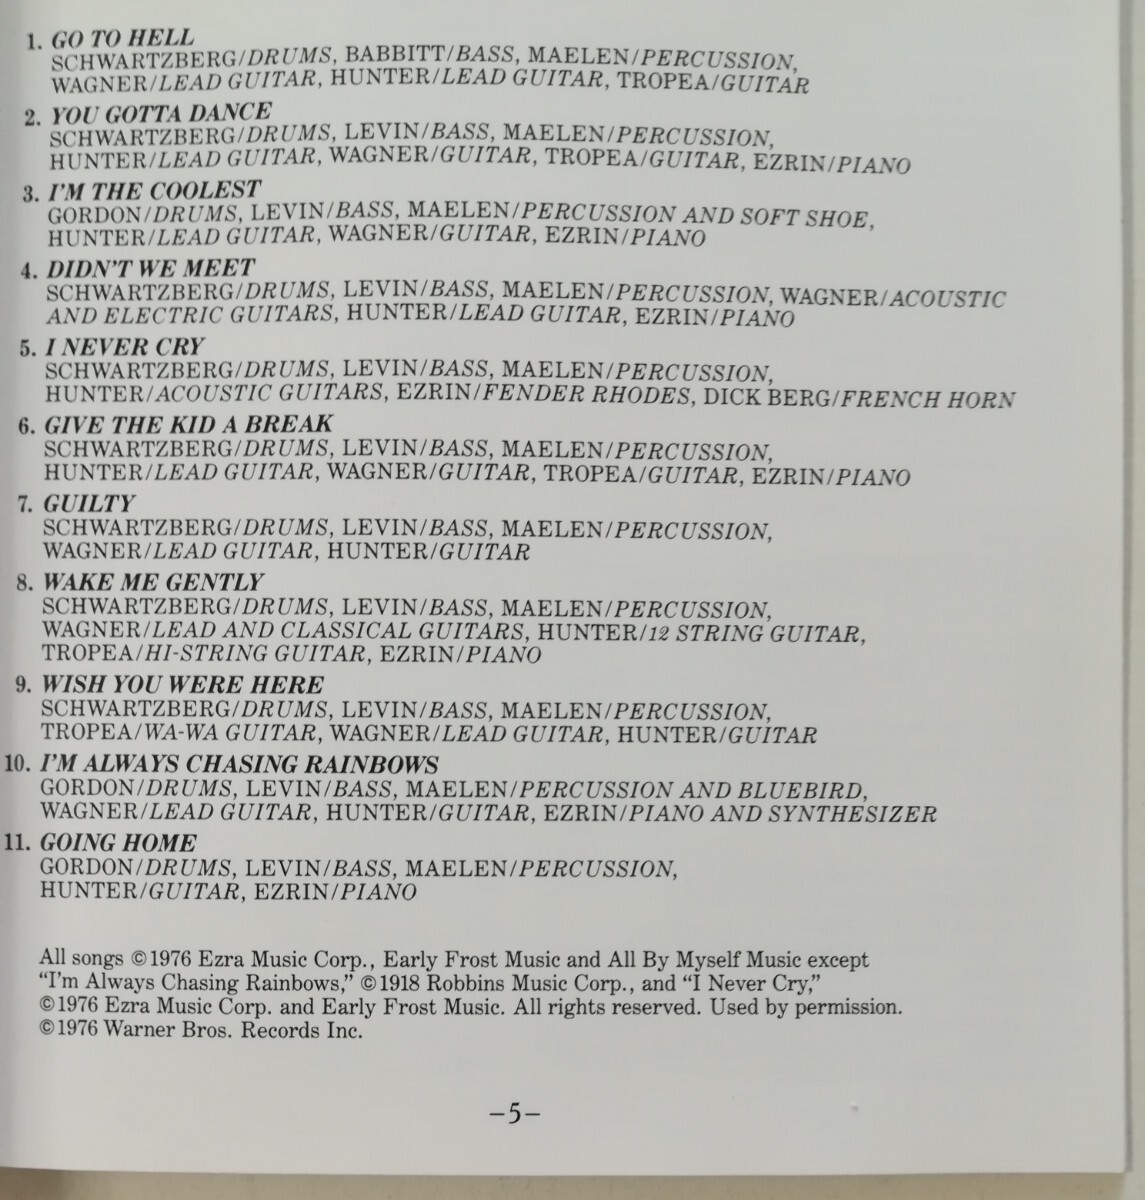 1. GO TO HELL
SCHWARTZBERG/DRUMS, BABBITT/BASS, MAELEN/PERCUSSION,
WAGNER/LEAD GUITAR, HUNTER/LEAD GUITAR, TROPEA/GUITAR
2. YOU GOTTA DANCE
SCHWARTZBERG/DRUMS, LEVIN/BASS, MAELEN/PERCUSSION,
HUNTER/LEAD GUITAR, WAGNER/GUITAR, TROPEA/GUITAR, EZRIN/PIANO
3. I'M THE COOLEST
GORDON/DRUMS, LEVIN/BASS, MAELEN/PERCUSSION AND SOFT SHOE,
HUNTER/LEAD GUITAR, WAGNER/GUITAR, EZRIN/PIANO
4. DIDN'T WE MEET
SCHWARTZBERG/DRUMS, LEVIN/BASS, MAELEN/PERCUSSION, WAGNER/ACOUSTIC
AND ELECTRIC GUITARS, HUNTER/LEAD GUITAR, EZRIN/PIANO
5. I NEVER CRY
SCHWARTZBERG/DRUMS, LEVIN/BASS, MAELEN/PERCUSSION,
HUNTER/ACOUSTIC GUITARS, EZRIN/FENDER RHODES, DICK BERG/FRENCH HORN
6. GIVE THE KID A BREAK
SCHWARTZBERG/DRUMS, LEVIN/BASS, MAELEN/PERCUSSION,
HUNTER/LEAD GUITAR, WAGNER/GUITAR, TROPEA/GUITAR, EZRIN/PIANO
7. GUILTY
SCHWARTZBERG/DRUMS, LEVIN/BASS, MAELEN/PERCUSSION,
WAGNER/LEAD GUITAR, HUNTER/GUITAR
8. WAKE ME GENTLY
SCHWARTZBERG/DRUMS, LEVIN/BASS, MAELEN/PERCUSSION,
WAGNER/LEAD AND CLASSICAL GUITARS, HUNTER/12 STRING GUITAR,
TROPEA/HI-STRING GUITAR, EZRIN/PIANO
9. WISH YOU WERE HERE
SCHWARTZBERG/DRUMS, LEVIN/BASS, MAELEN/PERCUSSION,
TROPEA/WA-WA GUITAR, WAGNER/LEAD GUITAR, HUNTER/GUITAR
10. I'M ALWAYS CHASING RAINBOWS
GORDON/DRUMS, LEVIN/BASS, MAELEN/PERCUSSION AND BLUEBIRD,
WAGNER/LEAD GUITAR, HUNTER/GUITAR, EZRIN/PIANO AND SYNTHESIZER
11. GOING HOME
GORDON/DRUMS, LEVIN/BASS, MAELEN/PERCUSSION,
HUNTER/GUITAR, EZRIN/PIANO
All songs ©1976 Ezra Music Corp., Early Frost Music and All By Myself Music except
“I'm Always Chasing Rainbows,” ©1918 Robbins Music Corp., and “I Never Cry,”
©1976 Ezra Music Corp. and Early Frost Music. All rights reserved. Used by permission.
©1976 Warner Bros. Records Inc.
–5–